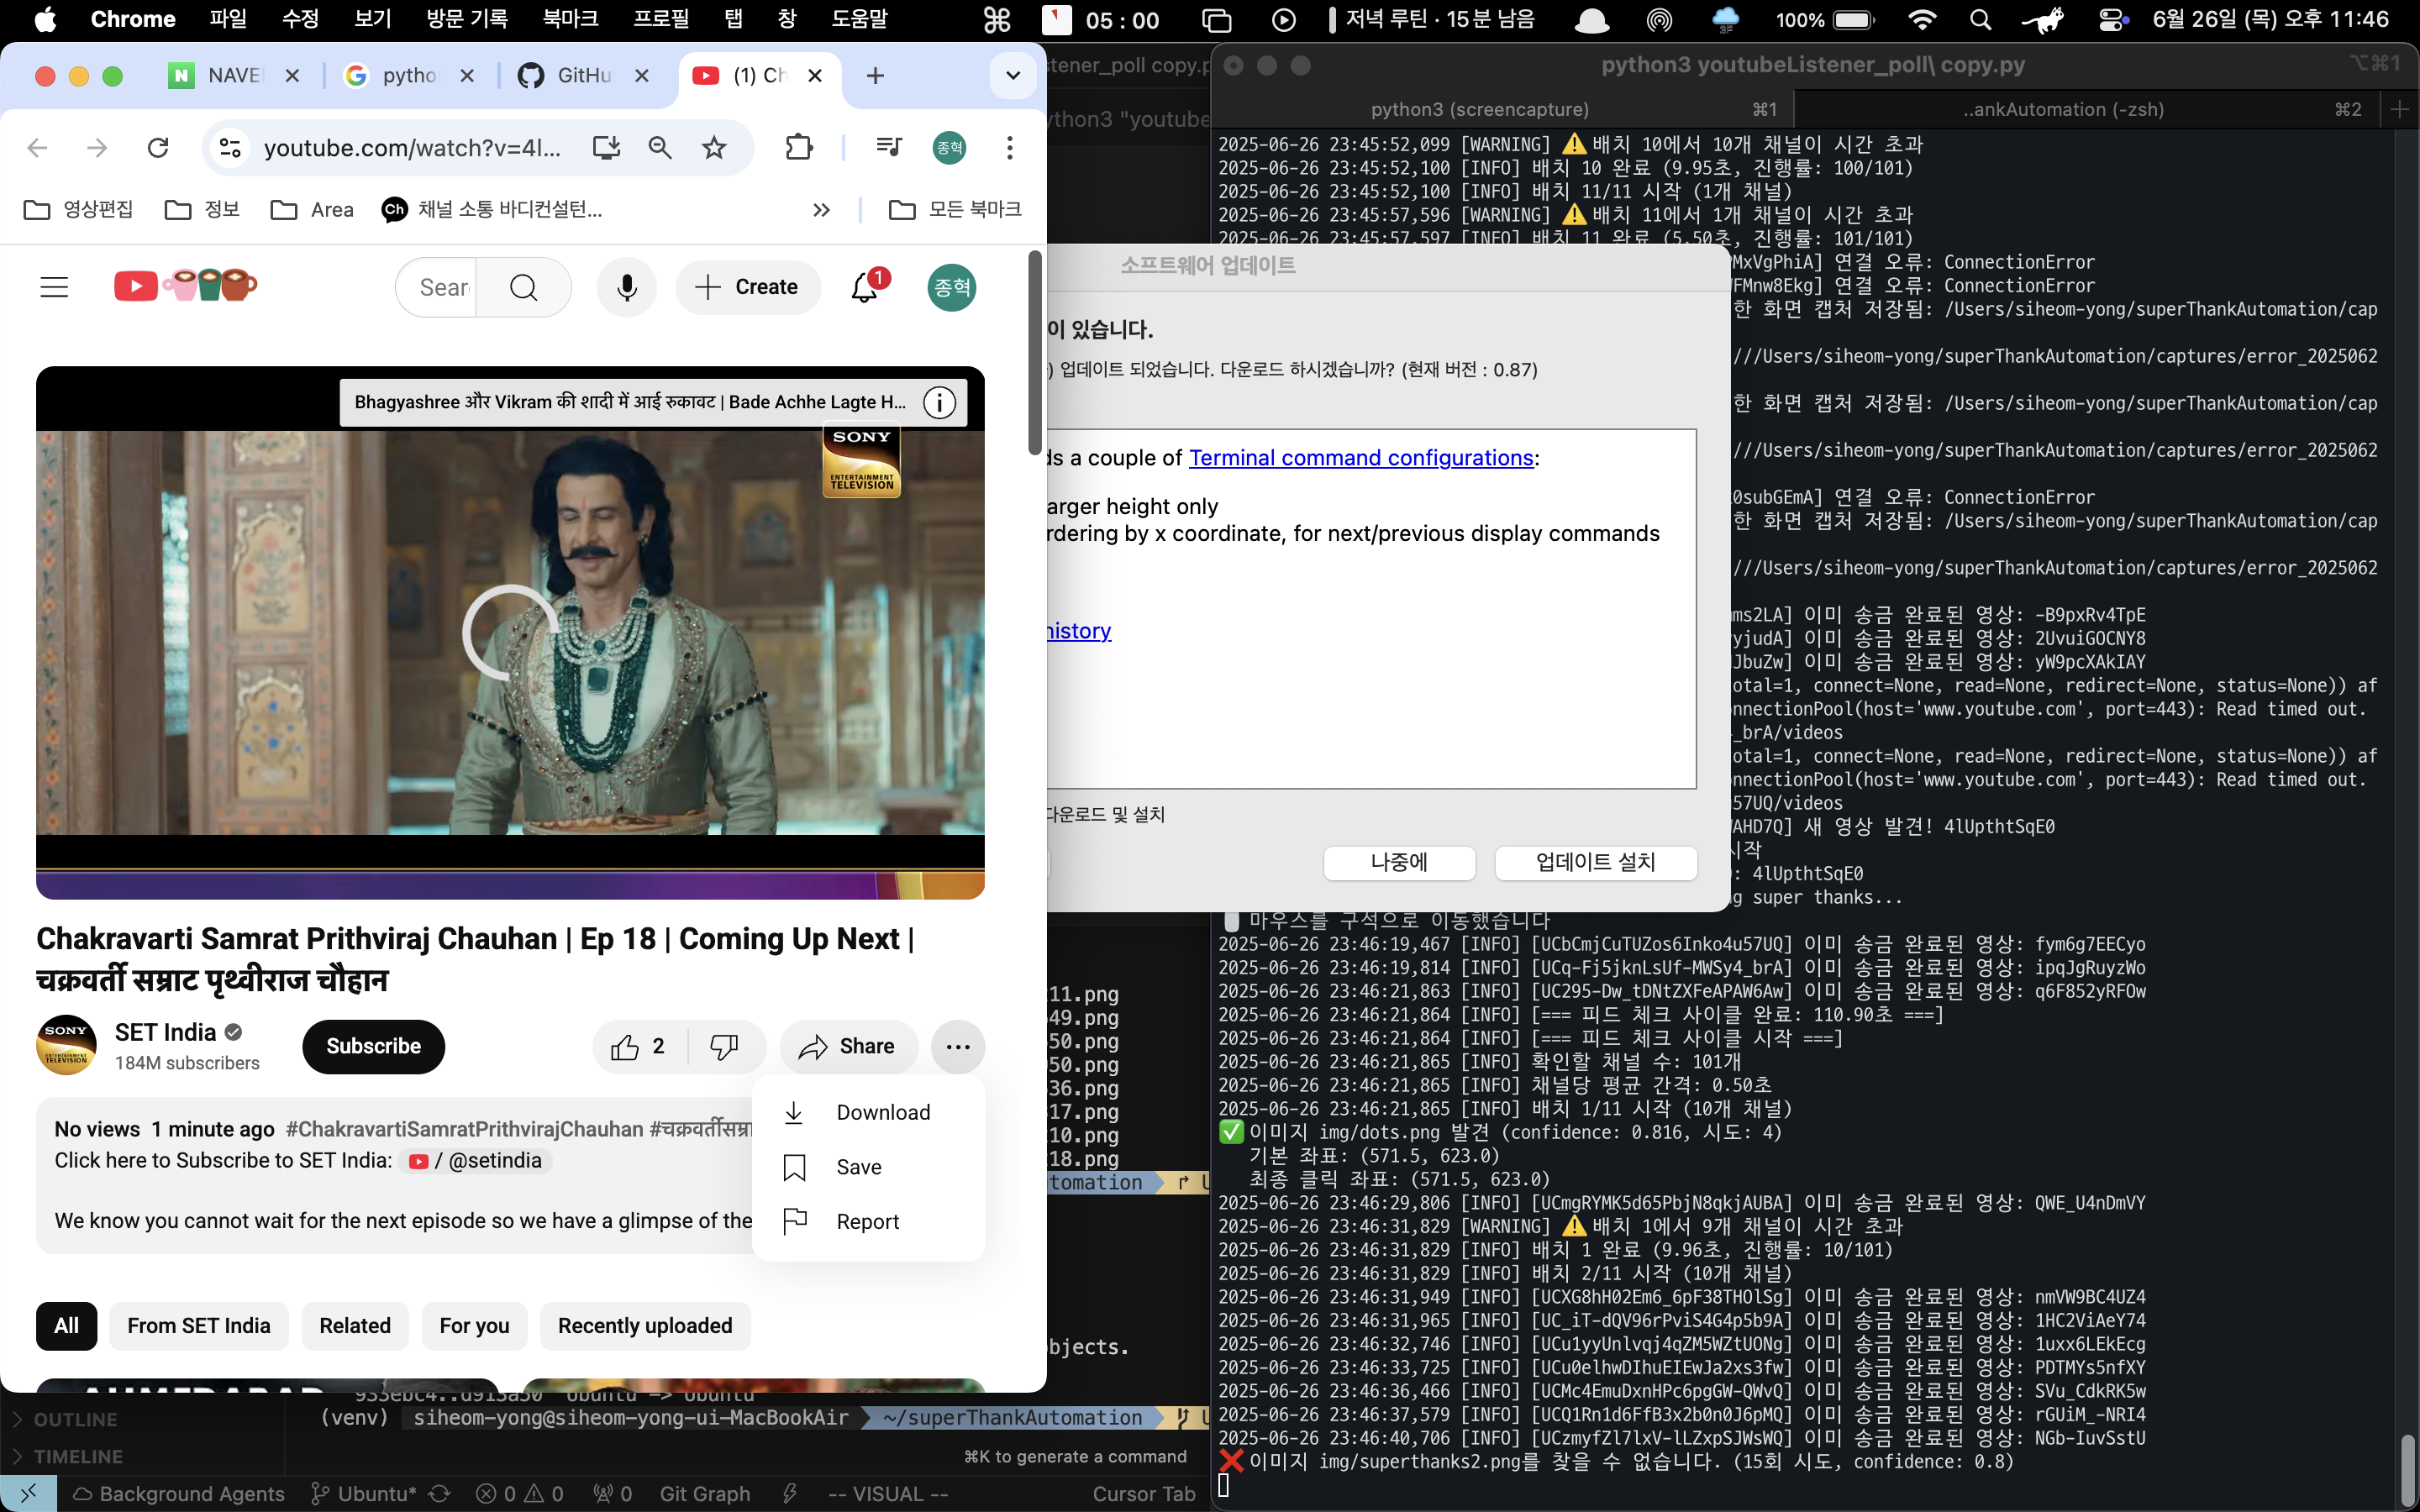 Chrome 파일 수정 보기 방문 기록 북마크 프로필 탭 창 도움말 05 : 00 저녁 루틴 · 15분 남음 3F 100% 6월 26일 (목) 오후 11:46
NAVE pytho GitHu (1) Ch
youtube.com/watch?v=4l... 종혁
영상편집 정보 Area Ch 채널 소통 바디컨설턴... 모든 북마크
Sear Create 1 종혁
Bhagyashree और Vikram की शादी में आई रुकावट | Bade Achhe Lagte H...
SONY
ENTERTAINMENT
TELEVISION
Chakravarti Samrat Prithviraj Chauhan | Ep 18 | Coming Up Next |
चक्रवर्ती सम्राट पृथ्वीराज चौहान
SONY
ENTERTAINMENT
TELEVISION
SET India
184M subscribers
Subscribe
2
Share
Download
Save
Report
No views 1 minute ago #ChakravartiSamratPrithvirajChauhan
Click here to Subscribe to SET India: / @setindia
We know you cannot wait for the next episode so we have a glimpse of the
All From SET India Related For you Recently uploaded
stener_poll copy.p
ython3 "youtube
소프트웨어 업데이트
이 있습니다.
) 업데이트 되었습니다. 다운로드 하시겠습니까? (현재 버전 : 0.87)
ds a couple of Terminal command configurations:
arger height only
rdering by x coordinate, for next/previous display commands
history
다운로드 및 설치
나중에 업데이트 설치
11.png
49.png
50.png
50.png
36.png
17.png
10.png
18.png
tomation
bjects.
933ebc4..d913a50 Ubuntu -> Ubuntu
(venv) siheom-yong@siheom-yong-ui-MacBookAir ~/superThankAutomation
OUTLINE
TIMELINE
⌘K to generate a command
Background Agents Ubuntu* 0 0 0 Git Graph -- VISUAL -- Cursor Tab
python3 youtubeListener_poll\ copy.py ⌥⌘1
python3 (screencapture) ⌘1 ..ankAutomation (-zsh) ⌘2
2025-06-26 23:45:52,099 [WARNING] ⚠️ 배치 10에서 10개 채널이 시간 초과
2025-06-26 23:45:52,100 [INFO] 배치 10 완료 (9.95초, 진행률: 100/101)
2025-06-26 23:45:52,100 [INFO] 배치 11/11 시작 (1개 채널)
2025-06-26 23:45:57,596 [WARNING] ⚠️ 배치 11에서 1개 채널이 시간 초과
2025-06-26 23:45:57,597 [INFO] 배치 11 완료 (5.50초, 진행률: 101/101)
MxVgPhiA] 연결 오류: ConnectionError
FMnw8Ekg] 연결 오류: ConnectionError
한 화면 캡처 저장됨: /Users/siheom-yong/superThankAutomation/cap
///Users/siheom-yong/superThankAutomation/captures/error_2025062
한 화면 캡처 저장됨: /Users/siheom-yong/superThankAutomation/cap
///Users/siheom-yong/superThankAutomation/captures/error_2025062
0subGEmA] 연결 오류: ConnectionError
한 화면 캡처 저장됨: /Users/siheom-yong/superThankAutomation/cap
///Users/siheom-yong/superThankAutomation/captures/error_2025062
ms2LA] 이미 송금 완료된 영상: -B9pxRv4TpE
yjudA] 이미 송금 완료된 영상: 2UvuiGOCNY8
JbuZw] 이미 송금 완료된 영상: yW9pcXAkIAY
otal=1, connect=None, read=None, redirect=None, status=None)) af
nnectionPool(host='www.youtube.com', port=443): Read timed out.
_brA/videos
otal=1, connect=None, read=None, redirect=None, status=None)) af
nnectionPool(host='www.youtube.com', port=443): Read timed out.
57UQ/videos
AHD7Q] 새 영상 발견! 4lUpthtSqE0
시작
: 4lUpthtSqE0
g super thanks...
마우스를 구석으로 이동했습니다
2025-06-26 23:46:19,467 [INFO] [UCbCmjCuTUZos6Inko4u57UQ] 이미 송금 완료된 영상: fym6g7EECyo
2025-06-26 23:46:19,814 [INFO] [UCq-Fj5jknLsUf-MWSy4_brA] 이미 송금 완료된 영상: ipqJgRuyzWo
2025-06-26 23:46:21,863 [INFO] [UC295-Dw_tDNtZXFeAPAW6Aw] 이미 송금 완료된 영상: q6F852yRFOw
2025-06-26 23:46:21,864 [INFO] [=== 피드 체크 사이클 완료: 110.90초 ===]
2025-06-26 23:46:21,864 [INFO] [=== 피드 체크 사이클 시작 ===]
2025-06-26 23:46:21,865 [INFO] 확인할 채널 수: 101개
2025-06-26 23:46:21,865 [INFO] 채널당 평균 간격: 0.50초
2025-06-26 23:46:21,865 [INFO] 배치 1/11 시작 (10개 채널)
✅ 이미지 img/dots.png 발견 (confidence: 0.816, 시도: 4)
기본 좌표: (571.5, 623.0)
최종 클릭 좌표: (571.5, 623.0)
2025-06-26 23:46:29,806 [INFO] [UCmgRYMK5d65PbjN8qkjAUBA] 이미 송금 완료된 영상: QWE_U4nDmVY
2025-06-26 23:46:31,829 [WARNING] ⚠️ 배치 1에서 9개 채널이 시간 초과
2025-06-26 23:46:31,829 [INFO] 배치 1 완료 (9.96초, 진행률: 10/101)
2025-06-26 23:46:31,829 [INFO] 배치 2/11 시작 (10개 채널)
2025-06-26 23:46:31,949 [INFO] [UCXG8hH02Em6_6pF38THOlSg] 이미 송금 완료된 영상: nmVW9BC4UZ4
2025-06-26 23:46:31,965 [INFO] [UC_iT-dQV96rPviS4G4p5b9A] 이미 송금 완료된 영상: 1HC2ViAeY74
2025-06-26 23:46:32,746 [INFO] [UCu1yyUnlvqj4qZM5WZtUONg] 이미 송금 완료된 영상: 1uxx6LEkEcg
2025-06-26 23:46:33,725 [INFO] [UCu0elhwDIhuEIEwJa2xs3fw] 이미 송금 완료된 영상: PDTMYs5nfXY
2025-06-26 23:46:36,466 [INFO] [UCMc4EmuDxnHPc6pgGW-QWvQ] 이미 송금 완료된 영상: SVu_CdkRK5w
2025-06-26 23:46:37,579 [INFO] [UCQ1Rn1d6FfB3x2b0n0J6pMQ] 이미 송금 완료된 영상: rGUiM_-NRI4
2025-06-26 23:46:40,706 [INFO] [UCzmyfZl7lxV-lLZxpSJWsWQ] 이미 송금 완료된 영상: NGb-IuvSstU
❌ 이미지 img/superthanks2.png를 찾을 수 없습니다. (15회 시도, confidence: 0.8)